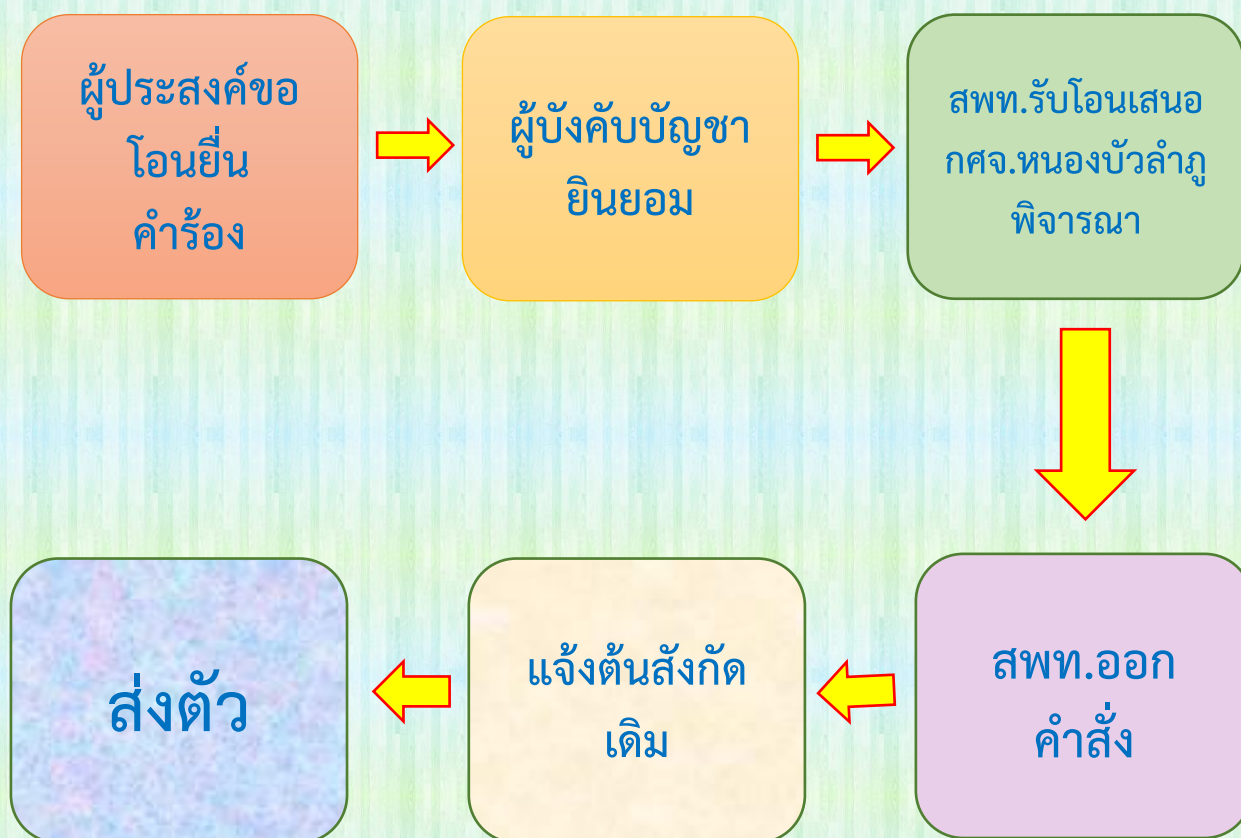 ผู้ประสงค์ขอ
โอนยื่น
คำร้อง
ผู้บังคับบัญชา
ยินยอม
สพท.รับโอนเสนอ
กศจ.หนองบัวลำภู
พิจารณา
สพท.ออก
คำสั่ง
แจ้งต้นสังกัด
เดิม
ส่งตัว